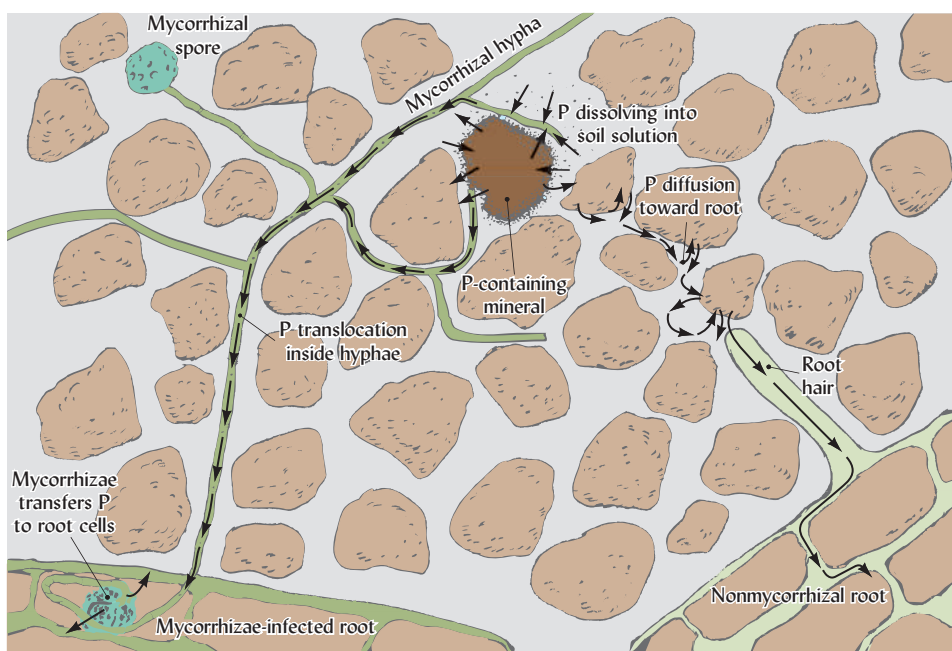 Mycorrhizal
spore
Mycorrhizal hypha
P dissolving into
soil solution
P diffusion
toward root
P-containing
mineral
P translocation
inside hyphae
Root
hair
Mycorrhizae
transfers P
to root cells
Mycorrhizae-infected root
Nonmycorrhizal root